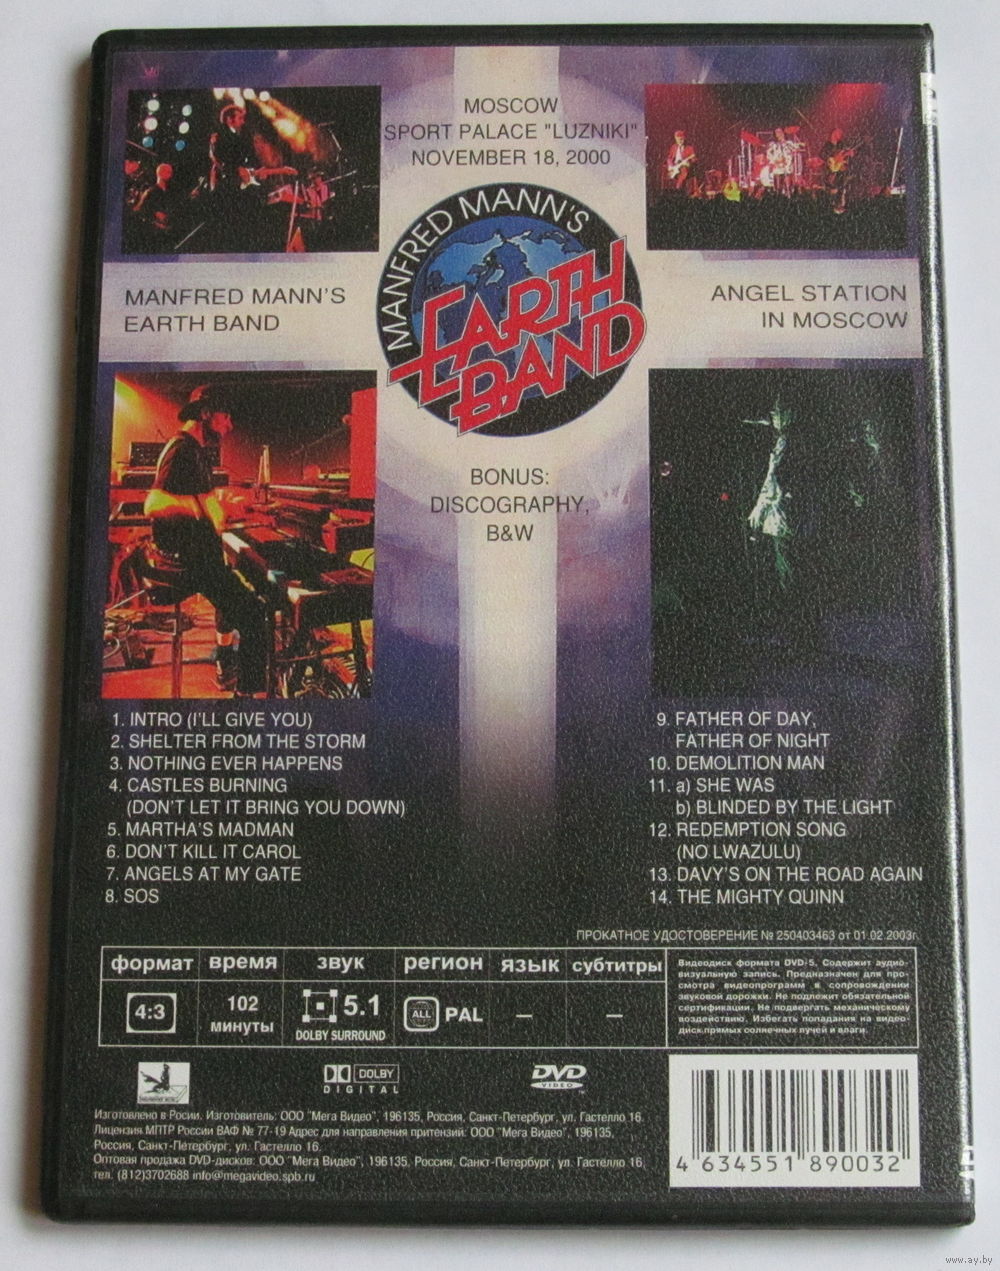 MOSCOW
SPORT PALACE "LUZNIKI"
NOVEMBER 18, 2000
MANFRED MANN'S
EARTH
BAND
MANFRED MANN'S
EARTH BAND
ANGEL STATION
IN MOSCOW
BONUS:
DISCOGRAPHY,
B&W
1. INTRO (I'LL GIVE YOU)
2. SHELTER FROM THE STORM
3. NOTHING EVER HAPPENS
4. CASTLES BURNING
(DON'T LET IT BRING YOU DOWN)
5. MARTHA'S MADMAN
6. DON'T KILL IT CAROL
7. ANGELS AT MY GATE
8. SOS
9. FATHER OF DAY,
FATHER OF NIGHT
10. DEMOLITION MAN
11. a) SHE WAS
b) BLINDED BY THE LIGHT
12. REDEMPTION SONG
(NO LWAZULU)
13. DAVY'S ON THE ROAD AGAIN
14. THE MIGHTY QUINN
ПРОКАТНОЕ УДОСТОВЕРЕНИЕ № 250403463 от 01.02.2003г.
формат время звук регион язык субтитры
4:3 102 минуты 5.1 DOLBY SURROUND ALL PAL – –
Видеодиск формата DVD-5. Содержит аудио-
визуальную запись. Предназначен для про-
смотра видеопрограмм в сопровождении
звуковой дорожки. Не подлежит обязательной
сертификации. Не подвергать механическому
воздействию. Избегать попадания на видео-
диск прямых солнечных лучей и влаги.
DOLBY
DIGITAL
DVD
VIDEO
Изготовлено в Росии. Изготовитель: ООО "Мега Видео", 196135, Россия, Санкт-Петербург, ул. Гастелло 16.
Лицензия МПТР России ВАФ № 77-19 Адрес для направления притензий: ООО "Мега Видео", 196135,
Россия, Санкт-Петербург, ул. Гастелло 16.
Оптовая продажа DVD-дисков: ООО "Мега Видео", 196135, Россия, Санкт-Петербург, ул. Гастелло 16,
тел. (812)3702688 info@megavideo.spb.ru
4 634551 890032
www.ay.by